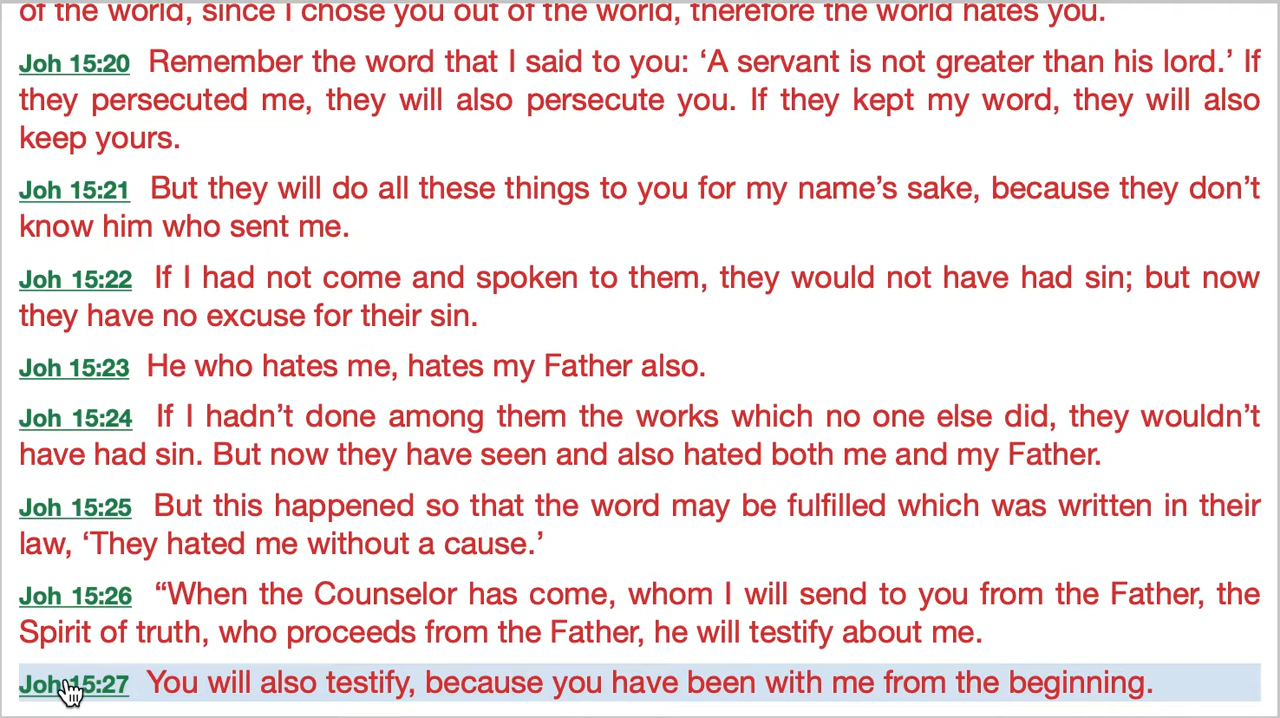 of the world, since I chose you out of the world, therefore the world hates you.
Joh 15:20 Remember the word that I said to you: ‘A servant is not greater than his lord.’ If
they persecuted me, they will also persecute you. If they kept my word, they will also
keep yours.
Joh 15:21 But they will do all these things to you for my name’s sake, because they don’t
know him who sent me.
Joh 15:22 If I had not come and spoken to them, they would not have had sin; but now
they have no excuse for their sin.
Joh 15:23 He who hates me, hates my Father also.
Joh 15:24 If I hadn’t done among them the works which no one else did, they wouldn’t
have had sin. But now they have seen and also hated both me and my Father.
Joh 15:25 But this happened so that the word may be fulfilled which was written in their
law, ‘They hated me without a cause.’
Joh 15:26 “When the Counselor has come, whom I will send to you from the Father, the
Spirit of truth, who proceeds from the Father, he will testify about me.
Joh 15:27 You will also testify, because you have been with me from the beginning.